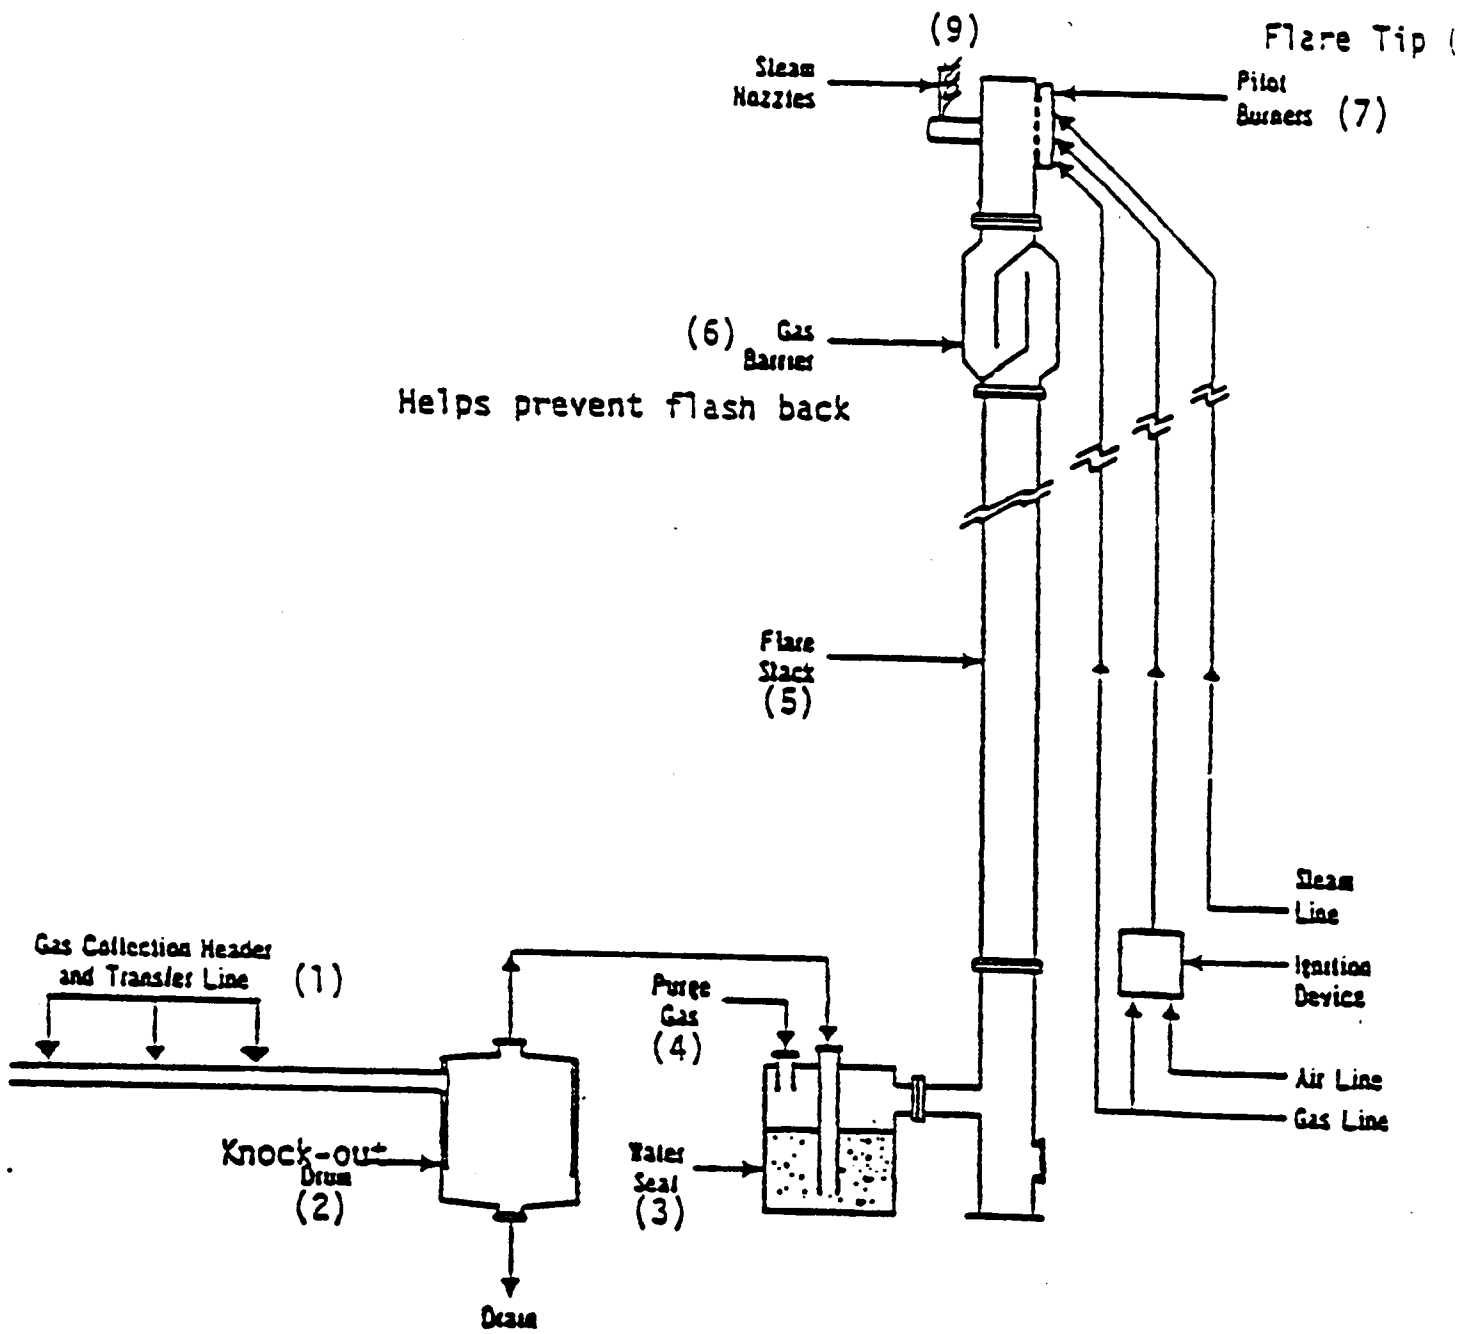 (9)
Flare Tip (
Steam
Nozzles
Pilot
Burners (7)
(6) Gas
Barrier
Helps prevent flash back
Flare
Stack
(5)
Steam
Line
Gas Collection Header
and Transfer Line (1)
Ignition
Device
Purge
Gas
(4)
Air Line
Gas Line
Knock-out
Drum
(2)
Water
Seal
(3)
Drain